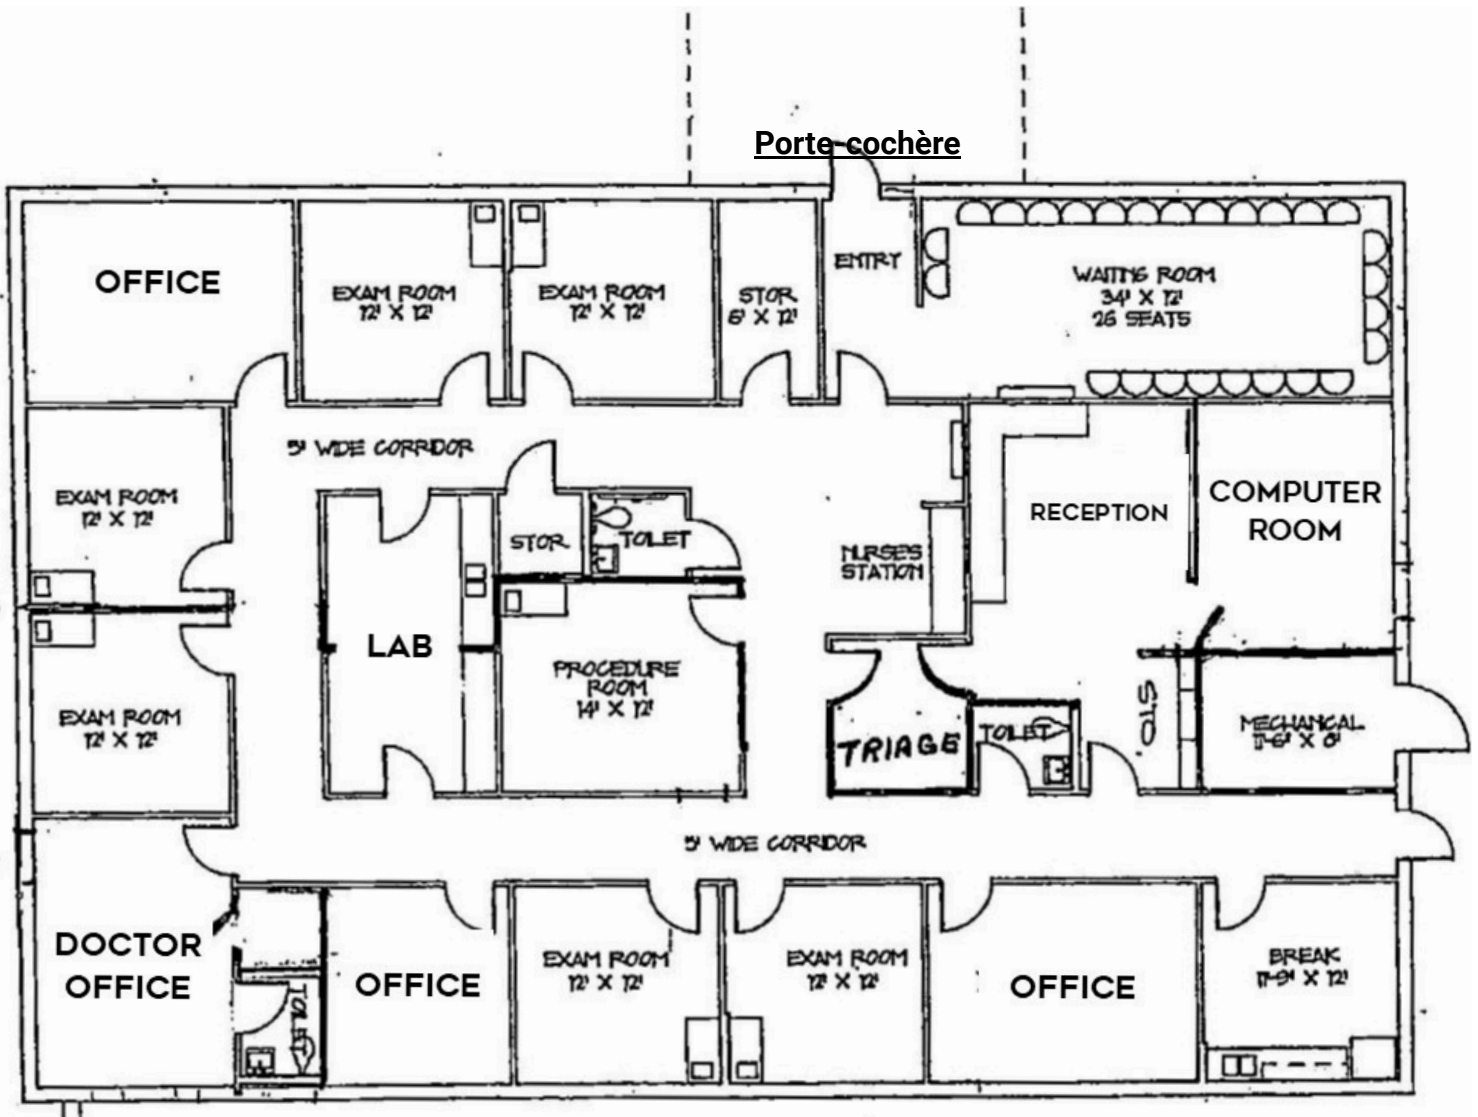 Porte-cochère
OFFICE
EXAM ROOM
12' X 12'
EXAM ROOM
12' X 12'
STOR
6' X 12'
ENTRY
WAITING ROOM
34' X 12'
26 SEATS
5' WIDE CORRIDOR
EXAM ROOM
12' X 12'
STOR
TOILET
NURSES
STATION
RECEPTION
COMPUTER
ROOM
LAB
PROCEDURE
ROOM
14' X 12'
EXAM ROOM
12' X 12'
TRIAGE
TOILET
MECHANICAL
5' WIDE CORRIDOR
DOCTOR
OFFICE
TOILET
OFFICE
EXAM ROOM
12' X 12'
EXAM ROOM
12' X 12'
OFFICE
BREAK
11'-9" X 12'